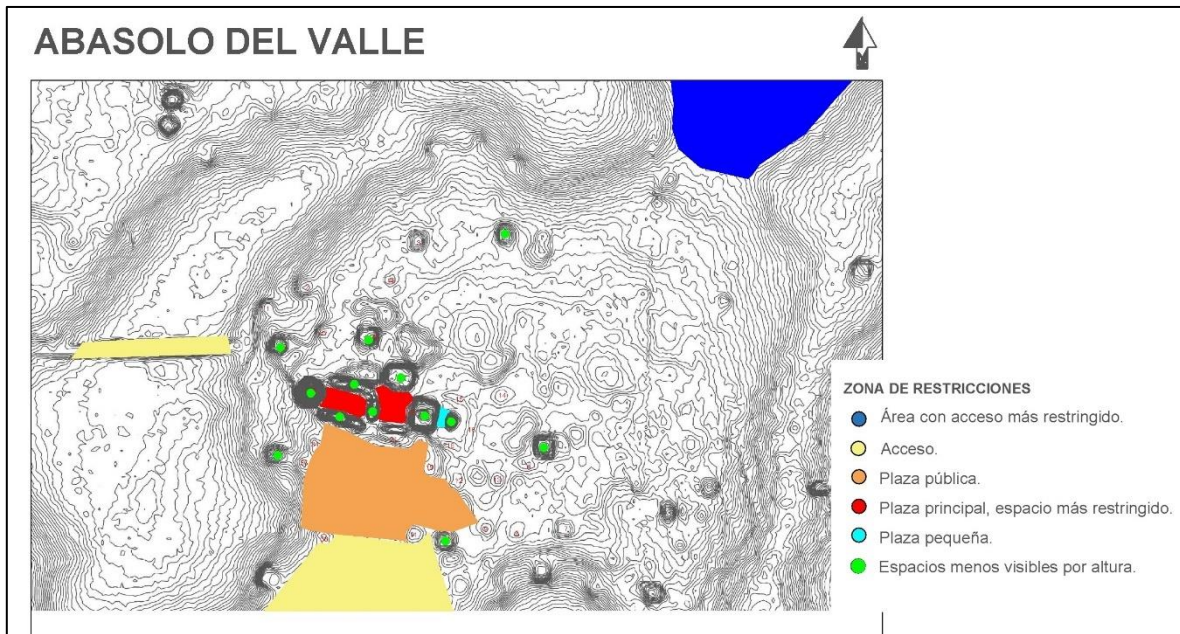 ABASOLO DEL VALLE
ZONA DE RESTRICCIONES
Área con acceso más restringido.
Acceso.
Plaza pública.
Plaza principal, espacio más restringido.
Plaza pequeña.
Espacios menos visibles por altura.